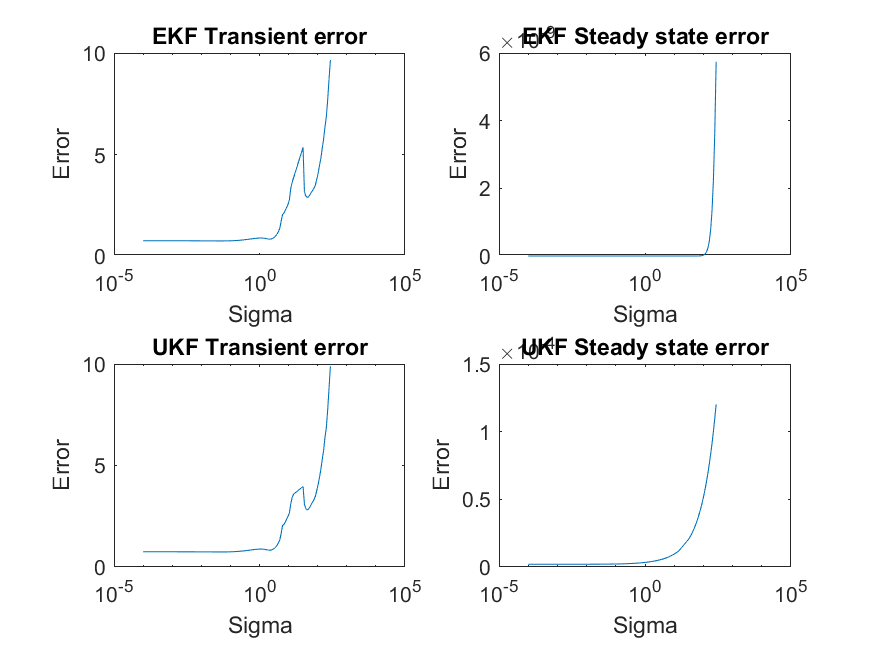 EKF Transient error
10
5
0
Error
10^-5
10^0
10^5
Sigma
EKF Steady state error
6
4
2
0
Error
10^-5
10^0
10^5
Sigma
UKF Transient error
10
5
0
Error
10^-5
10^0
10^5
Sigma
UKF Steady state error
1.5
1
0.5
0
Error
10^-5
10^0
10^5
Sigma